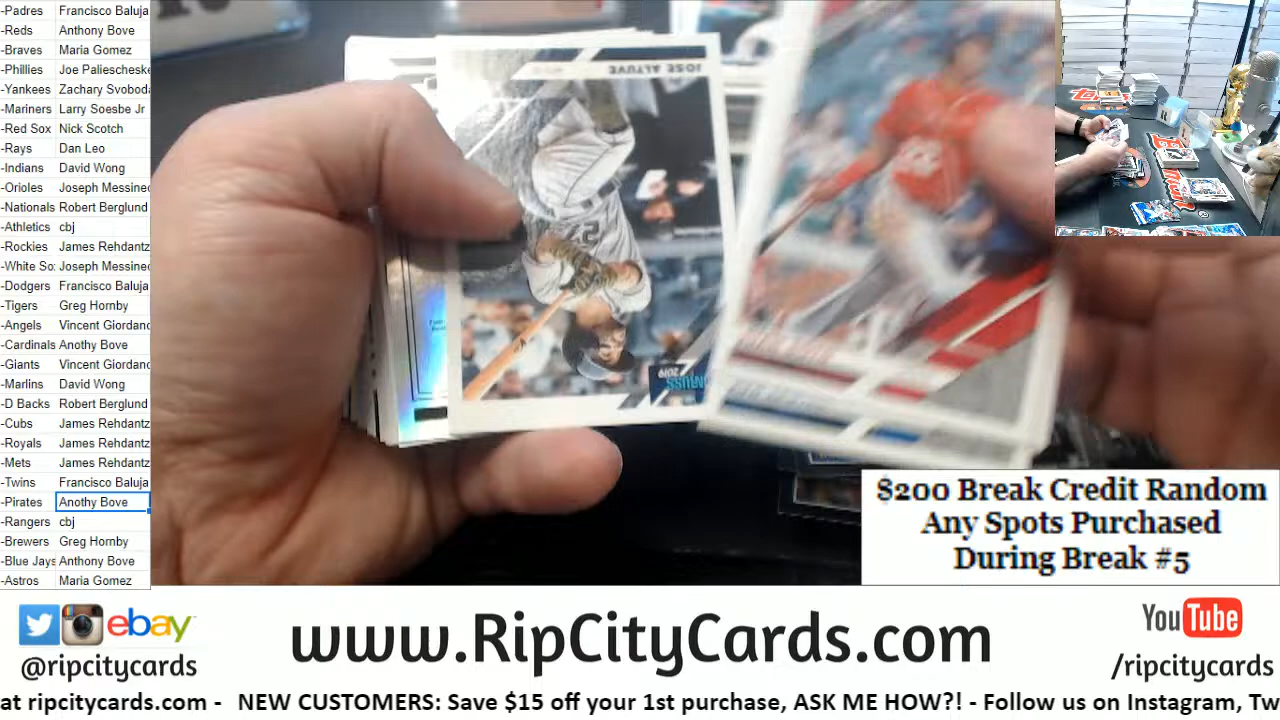 -Padres Francisco Baluja
-Reds Anthony Bove
-Braves Maria Gomez
-Phillies Joe Paliescheske
-Yankees Zachary Svoboda
-Mariners Larry Soesbe Jr
-Red Sox Nick Scotch
-Rays Dan Leo
-Indians David Wong
-Orioles Joseph Messineo
-Nationals Robert Berglund
-Athletics cbj
-Rockies James Rehdantz
-White Sox Joseph Messineo
-Dodgers Francisco Baluja
-Tigers Greg Hornby
-Angels Vincent Giordano
-Cardinals Anothy Bove
-Giants Vincent Giordano
-Marlins David Wong
-D Backs Robert Berglund
-Cubs James Rehdantz
-Royals James Rehdantz
-Mets James Rehdantz
-Twins Francisco Baluja
-Pirates Anothy Bove
-Rangers cbj
-Brewers Greg Hornby
-Blue Jays Anthony Bove
-Astros Maria Gomez
JOSE ALTUVE
2019
$200 Break Credit Random
Any Spots Purchased
During Break #5
ebay
@ripcitycards
www.RipCityCards.com
YouTube
/ripcitycards
at ripcitycards.com - NEW CUSTOMERS: Save $15 off your 1st purchase, ASK ME HOW?! - Follow us on Instagram, Tw